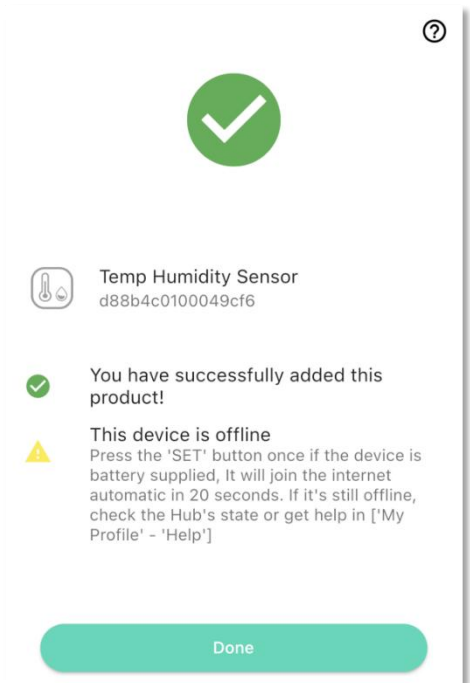 Temp Humidity Sensor
d88b4c0100049cf6
You have successfully added this
product!
This device is offline
Press the 'SET' button once if the device is
battery supplied, It will join the internet
automatic in 20 seconds. If it's still offline,
check the Hub's state or get help in ['My
Profile' - 'Help']
Done